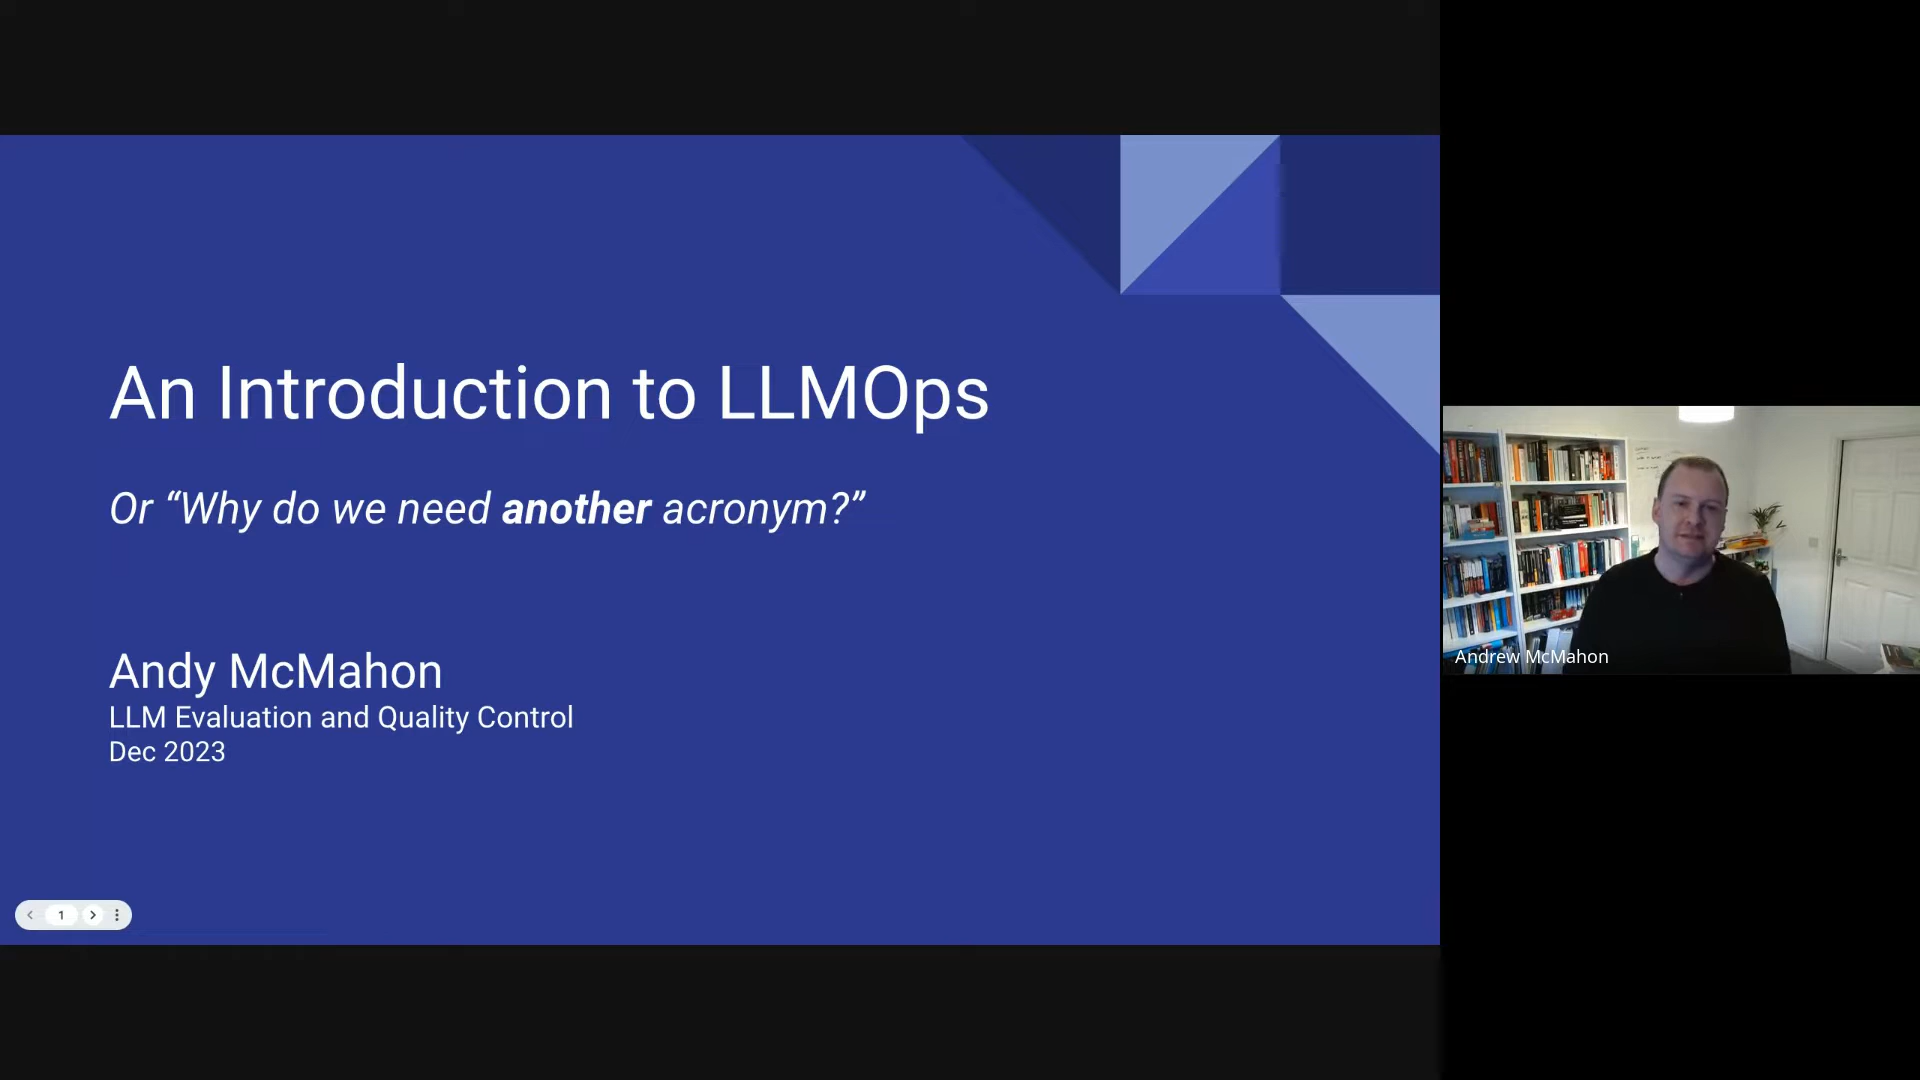 An Introduction to LLMOps
Or “Why do we need another acronym?”
Andy McMahon
LLM Evaluation and Quality Control
Dec 2023
1
Andrew McMahon